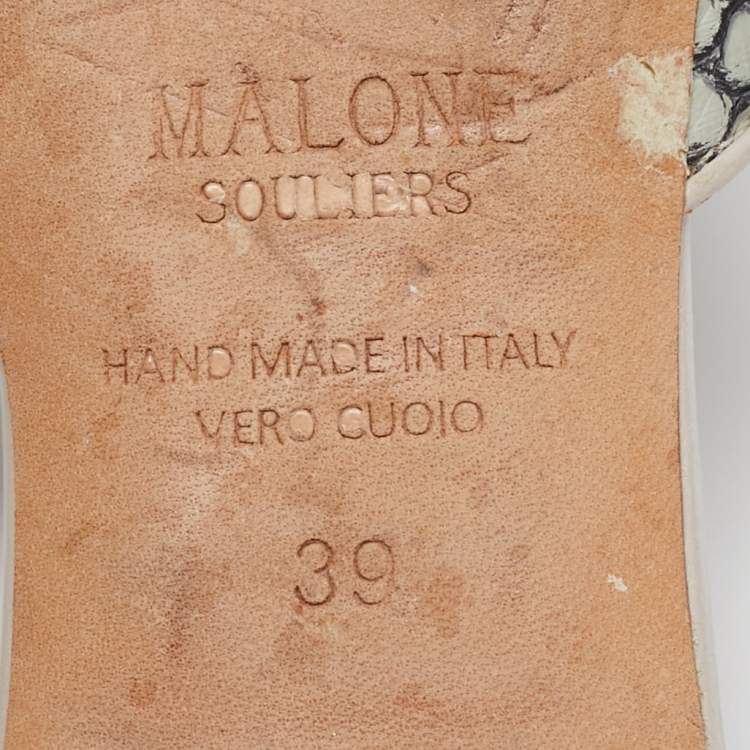 MALONE
SOULIERS
HAND MADE IN ITALY
VERO CUOIO
39